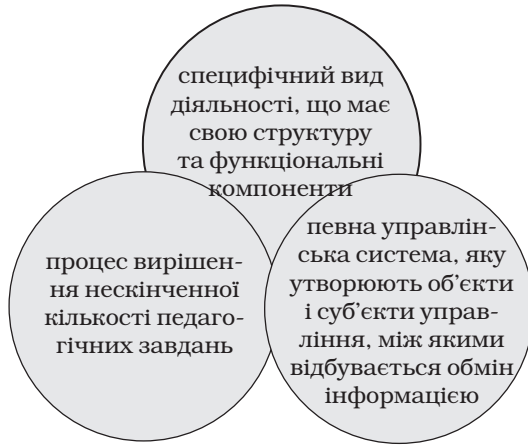 специфічний вид
діяльності, що має
свою структуру
та функціональні
компоненти
процес вирішен-
ня нескінченної
кількості педаго-
гічних завдань
певна управлін-
ська система, яку
утворюють об’єкти
і суб’єкти управ-
ління, між якими
відбувається обмін
інформацією